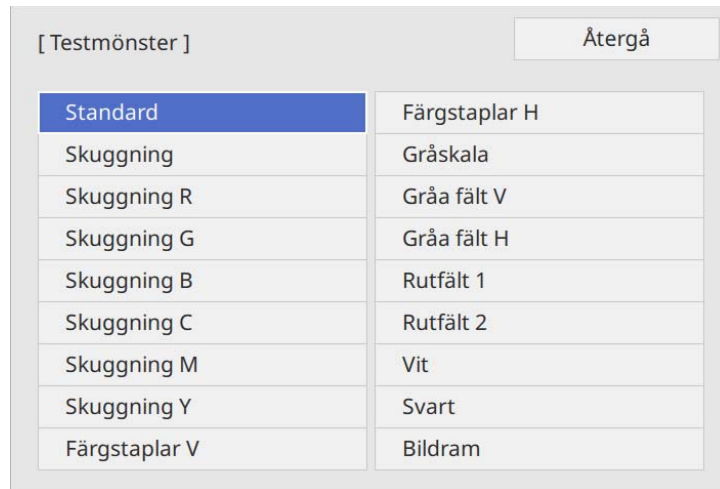 [ Testmönster ]
Återgå
Standard
Skuggning
Skuggning R
Skuggning G
Skuggning B
Skuggning C
Skuggning M
Skuggning Y
Färgstaplar V
Färgstaplar H
Gråskala
Gråa fält V
Gråa fält H
Rutfält 1
Rutfält 2
Vit
Svart
Bildram